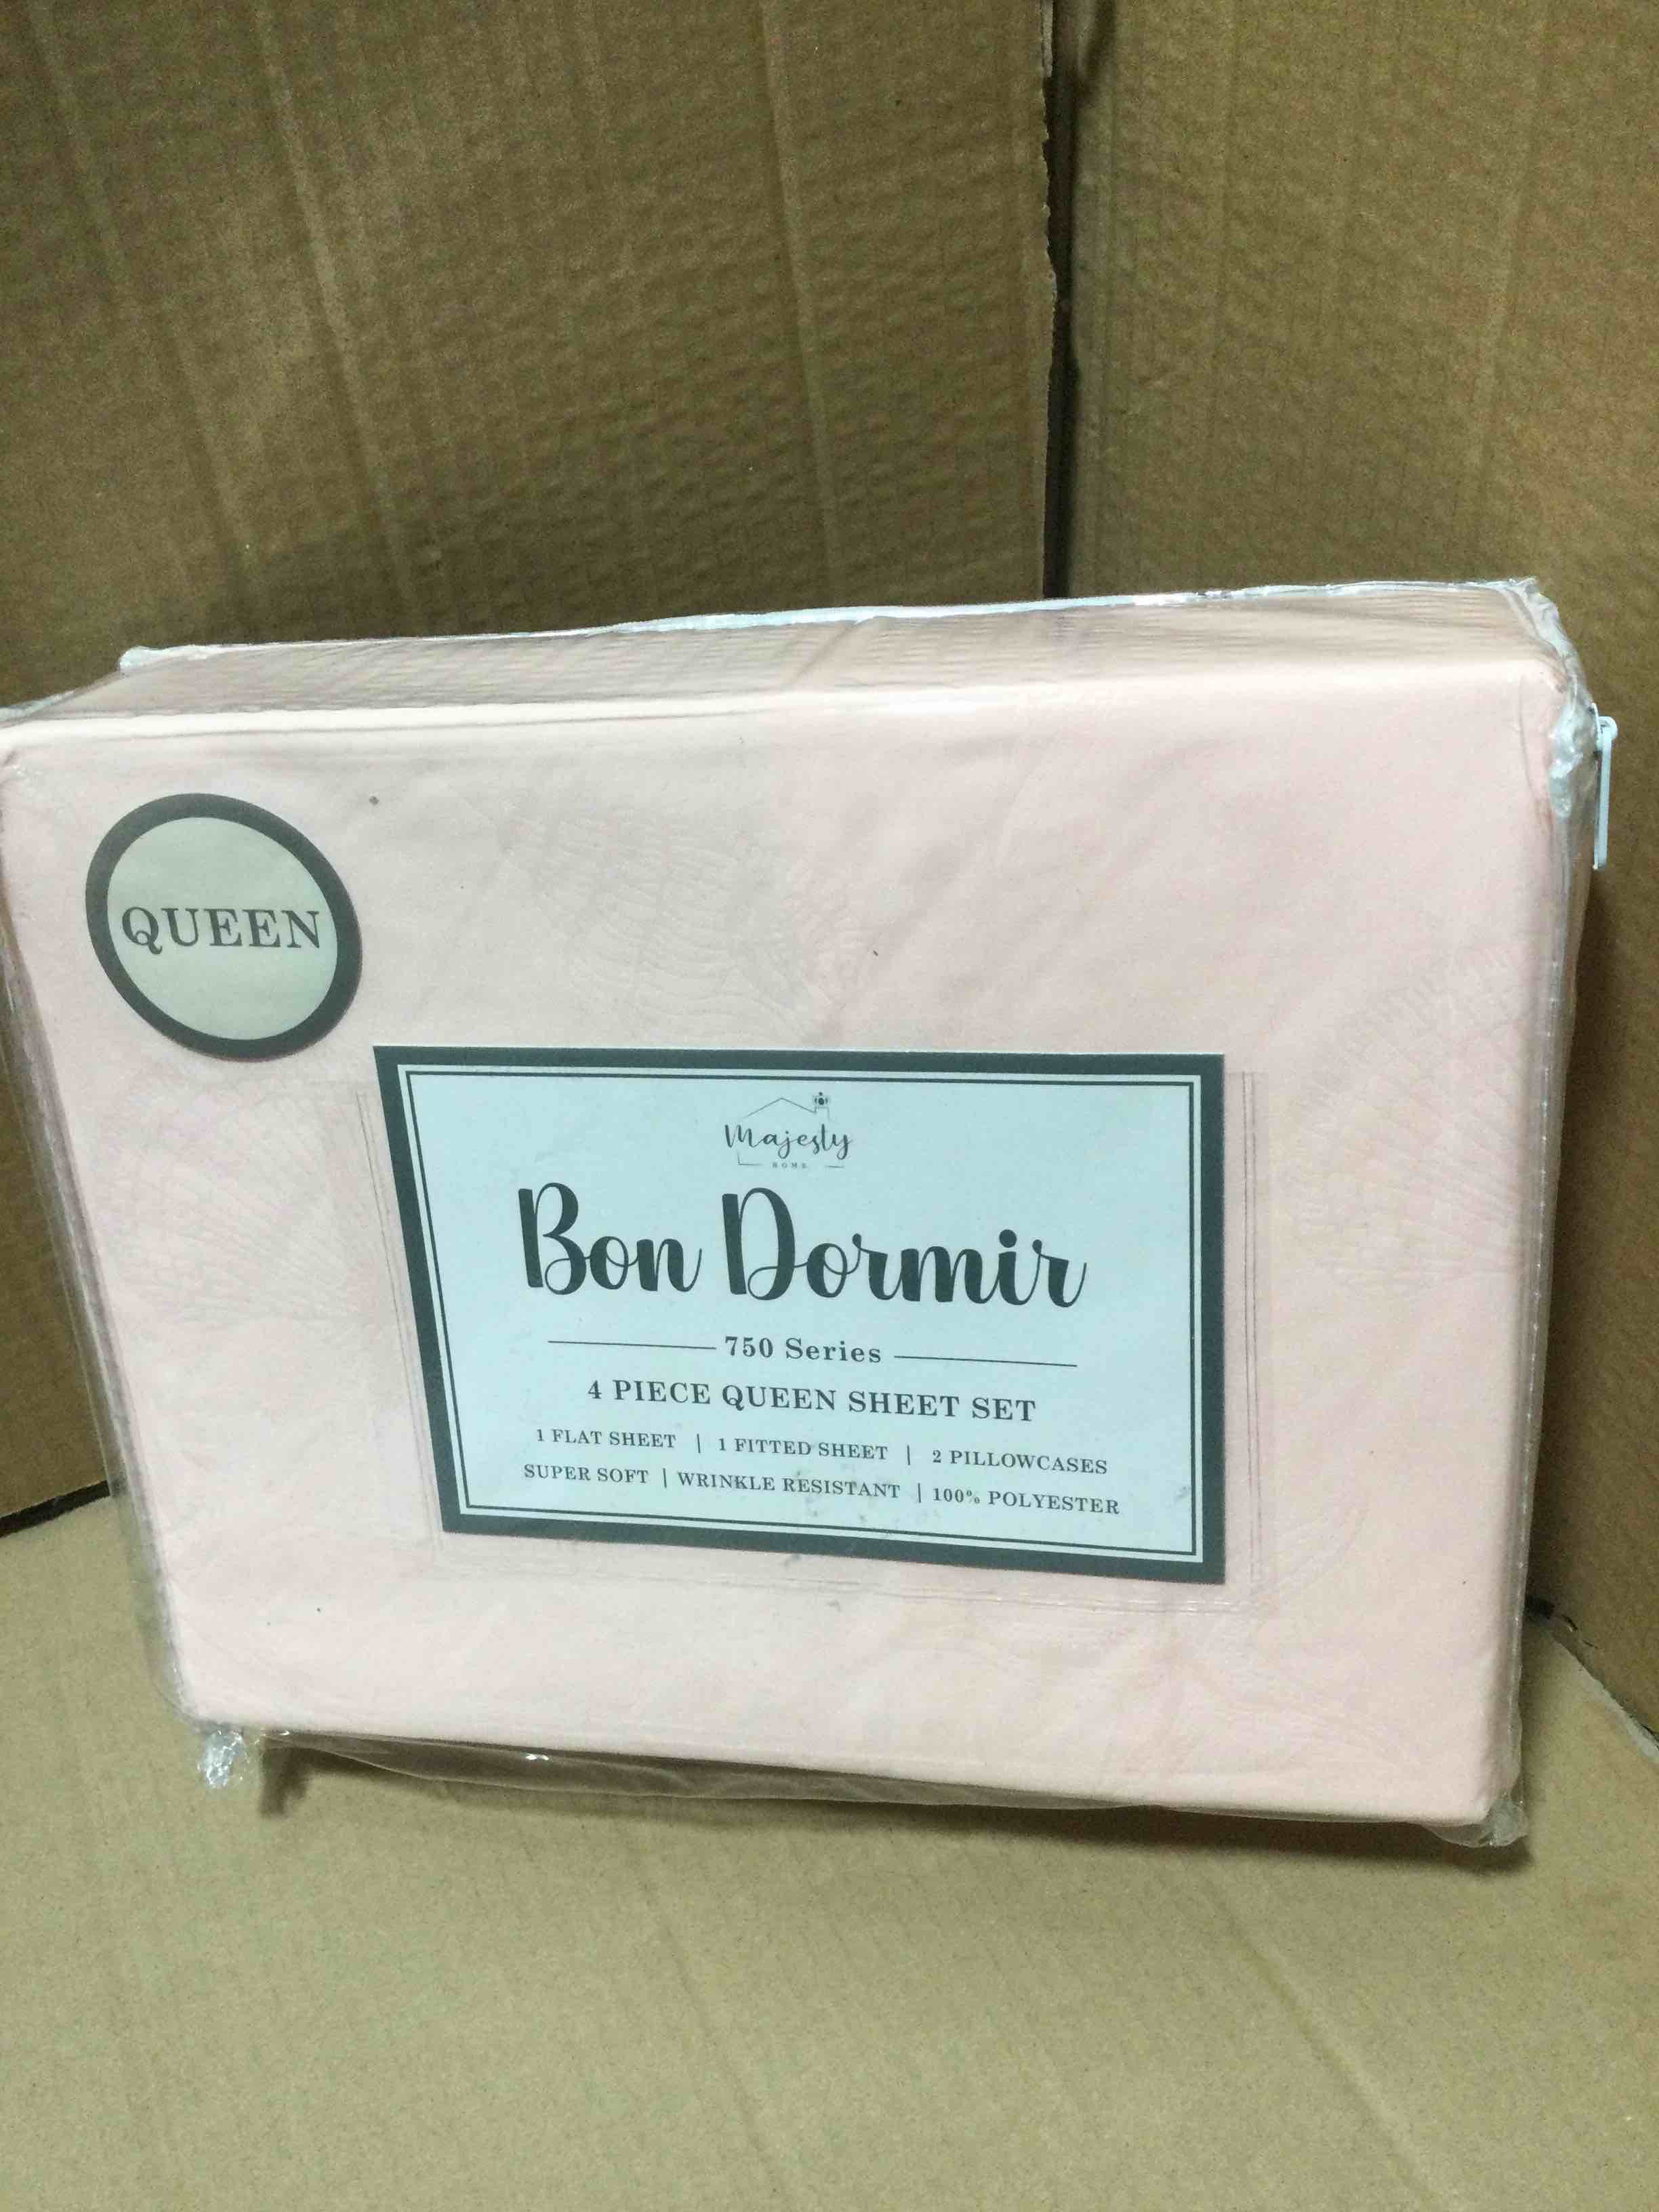 QUEEN
Majesty
HOME
Bon Dormir
750 Series
4 PIECE QUEEN SHEET SET
1 FLAT SHEET | 1 FITTED SHEET | 2 PILLOWCASES
SUPER SOFT | WRINKLE RESISTANT | 100% POLYESTER